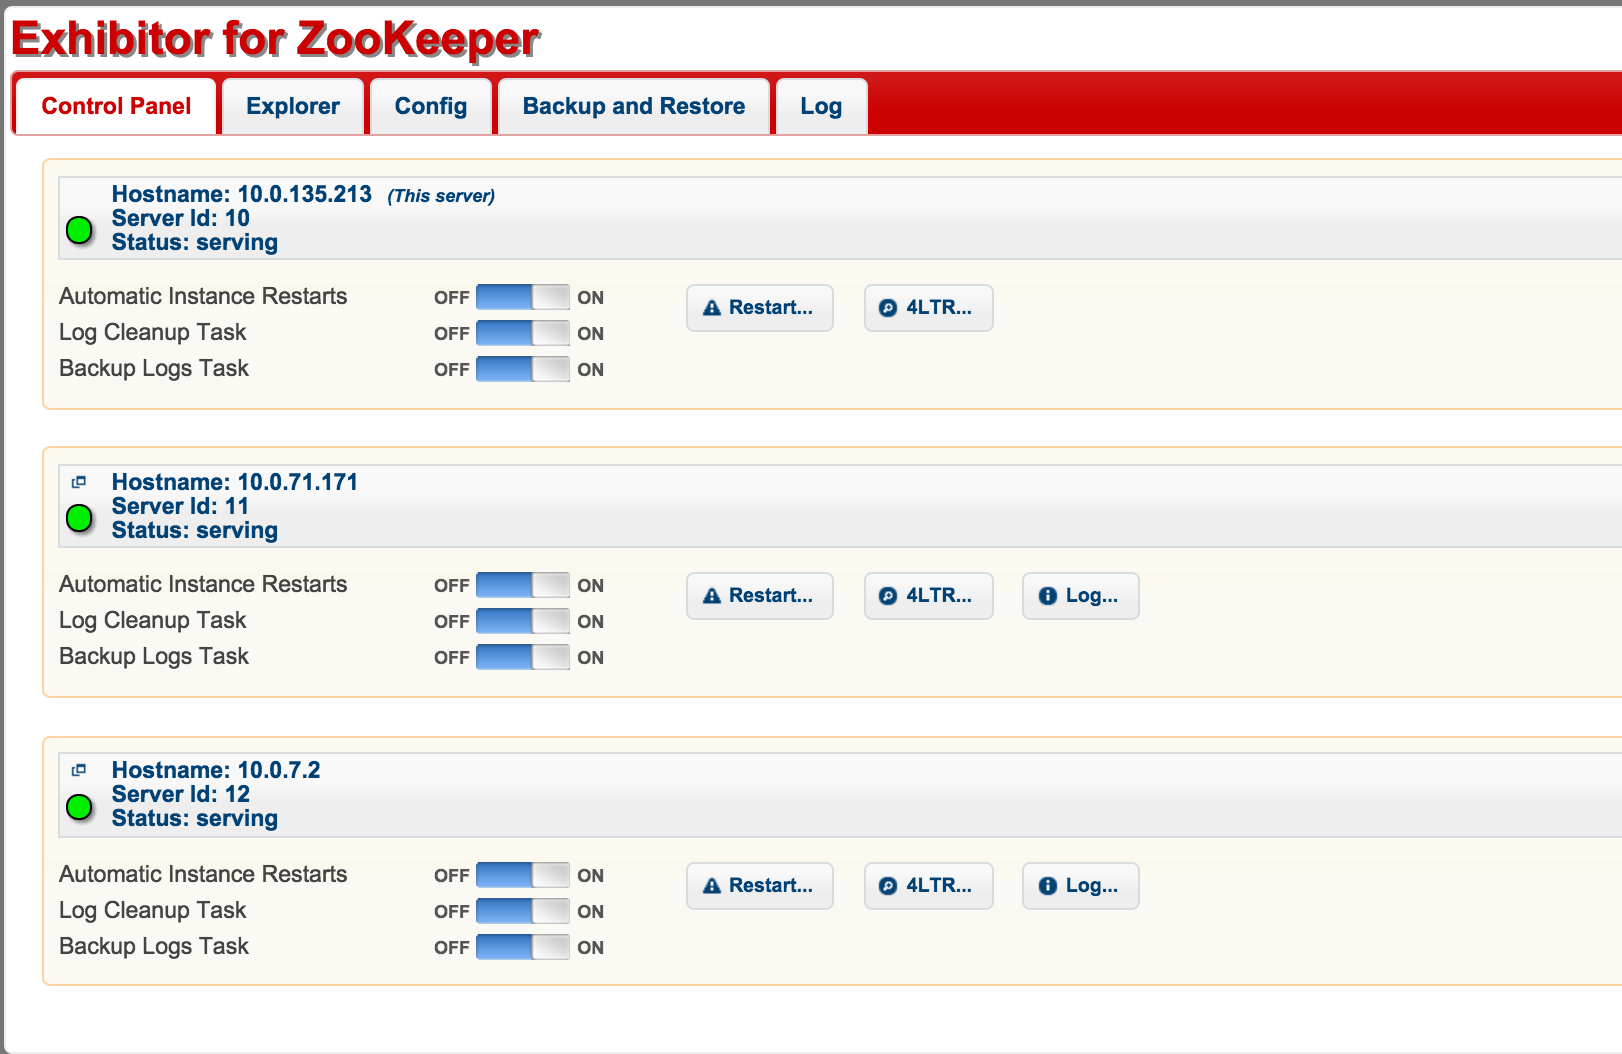 Exhibitor for ZooKeeper
Control Panel Explorer Config Backup and Restore Log
Hostname: 10.0.135.213 (This server)
Server Id: 10
Status: serving
Automatic Instance Restarts OFF ON Restart... 4LTR...
Log Cleanup Task OFF ON
Backup Logs Task OFF ON
Hostname: 10.0.71.171
Server Id: 11
Status: serving
Automatic Instance Restarts OFF ON Restart... 4LTR... Log...
Log Cleanup Task OFF ON
Backup Logs Task OFF ON
Hostname: 10.0.7.2
Server Id: 12
Status: serving
Automatic Instance Restarts OFF ON Restart... 4LTR... Log...
Log Cleanup Task OFF ON
Backup Logs Task OFF ON